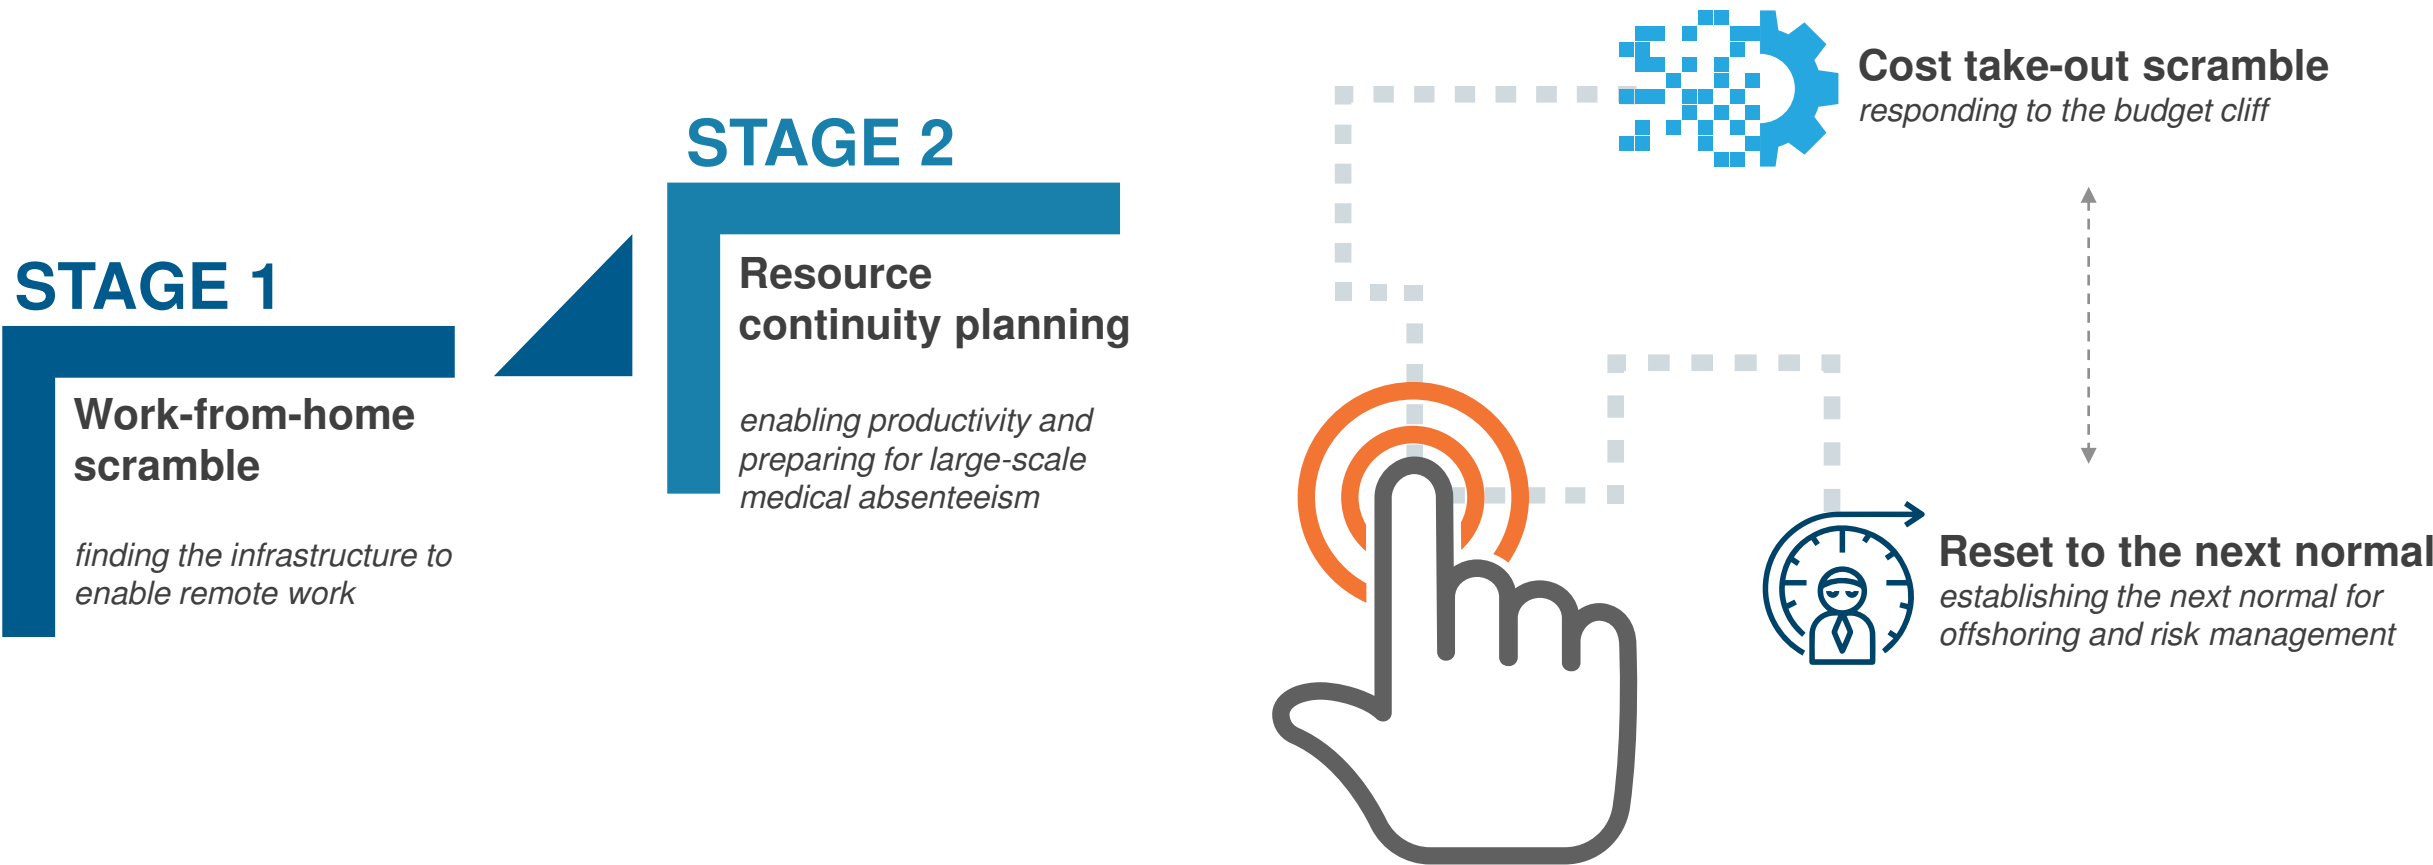 STAGE 1
Work-from-home
scramble
finding the infrastructure to
enable remote work
STAGE 2
Resource
continuity planning
enabling productivity and
preparing for large-scale
medical absenteeism
Cost take-out scramble
responding to the budget cliff
Reset to the next normal
establishing the next normal for
offshoring and risk management